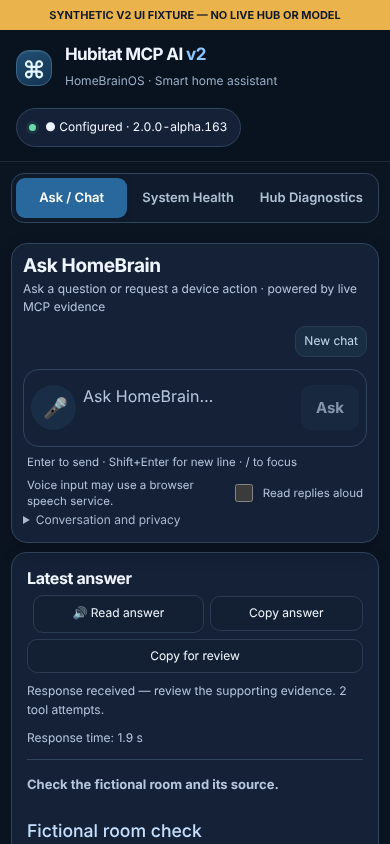 SYNTHETIC V2 UI FIXTURE — NO LIVE HUB OR MODEL
Hubitat MCP AI v2
HomeBrainOS · Smart home assistant
Configured · 2.0.0-alpha.163
Ask / Chat
System Health
Hub Diagnostics
Ask HomeBrain
Ask a question or request a device action · powered by live
MCP evidence
New chat
Ask HomeBrain...
Ask
Enter to send · Shift+Enter for new line · / to focus
Voice input may use a browser
speech service.
Read replies aloud
Conversation and privacy
Latest answer
Read answer
Copy answer
Copy for review
Response received — review the supporting evidence. 2
tool attempts.
Response time: 1.9 s
Check the fictional room and its source.
Fictional room check